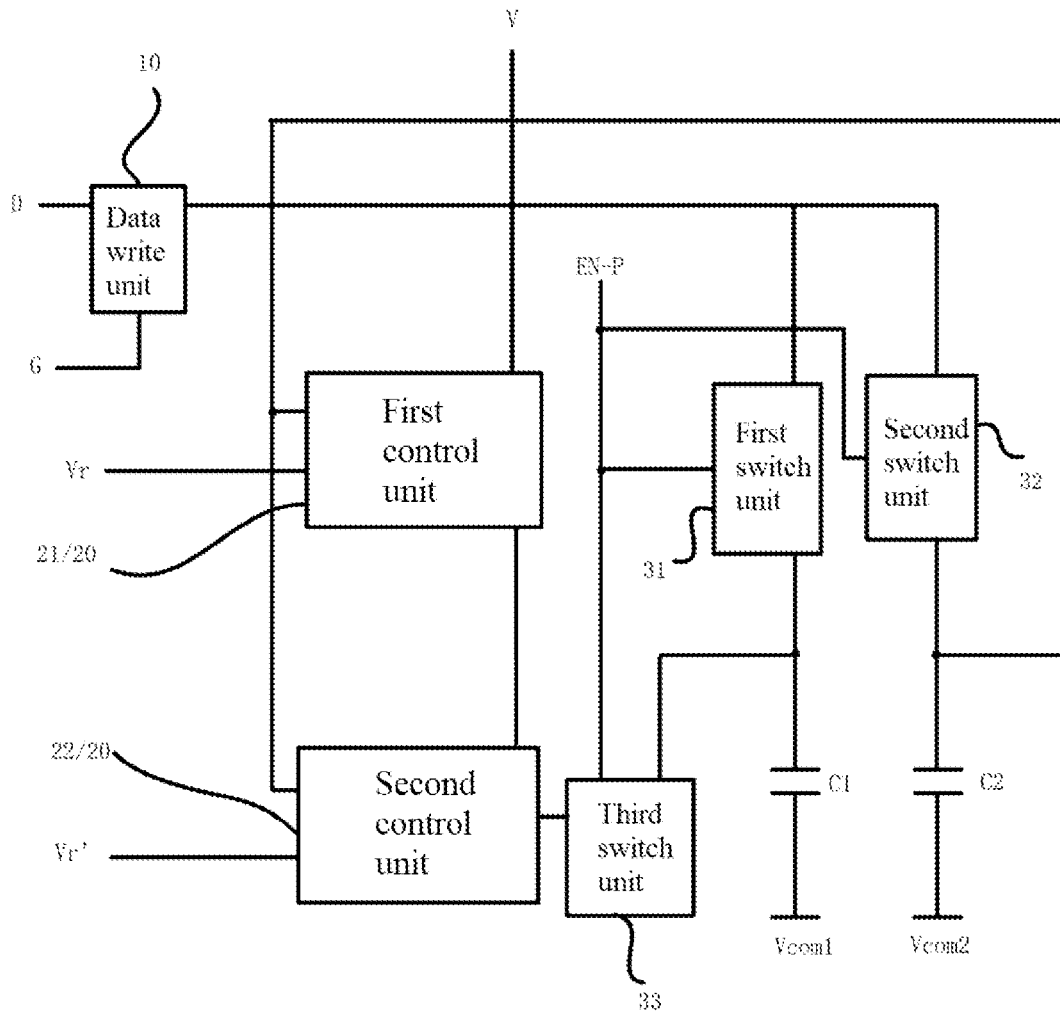 V
10
D
Data
write
unit
EN-P
G
First
control
unit
First
switch
unit
Second
switch
unit
Vr
32
21/20
31
22/20
Second
control
unit
Third
switch
unit
C1
C2
Vr'
Vcom1
Vcom2
33